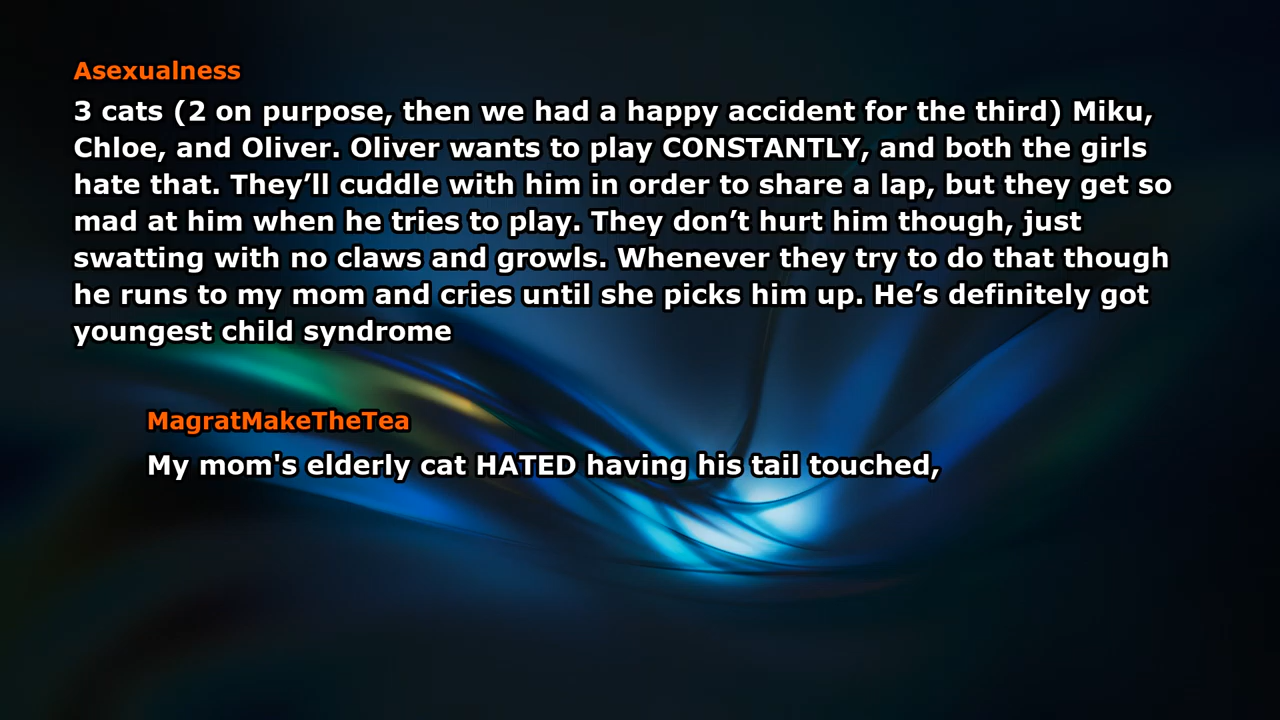 Asexualness
3 cats (2 on purpose, then we had a happy accident for the third) Miku,
Chloe, and Oliver. Oliver wants to play CONSTANTLY, and both the girls
hate that. They’ll cuddle with him in order to share a lap, but they get so
mad at him when he tries to play. They don’t hurt him though, just
swatting with no claws and growls. Whenever they try to do that though
he runs to my mom and cries until she picks him up. He’s definitely got
youngest child syndrome
MagratMakeTheTea
My mom's elderly cat HATED having his tail touched,